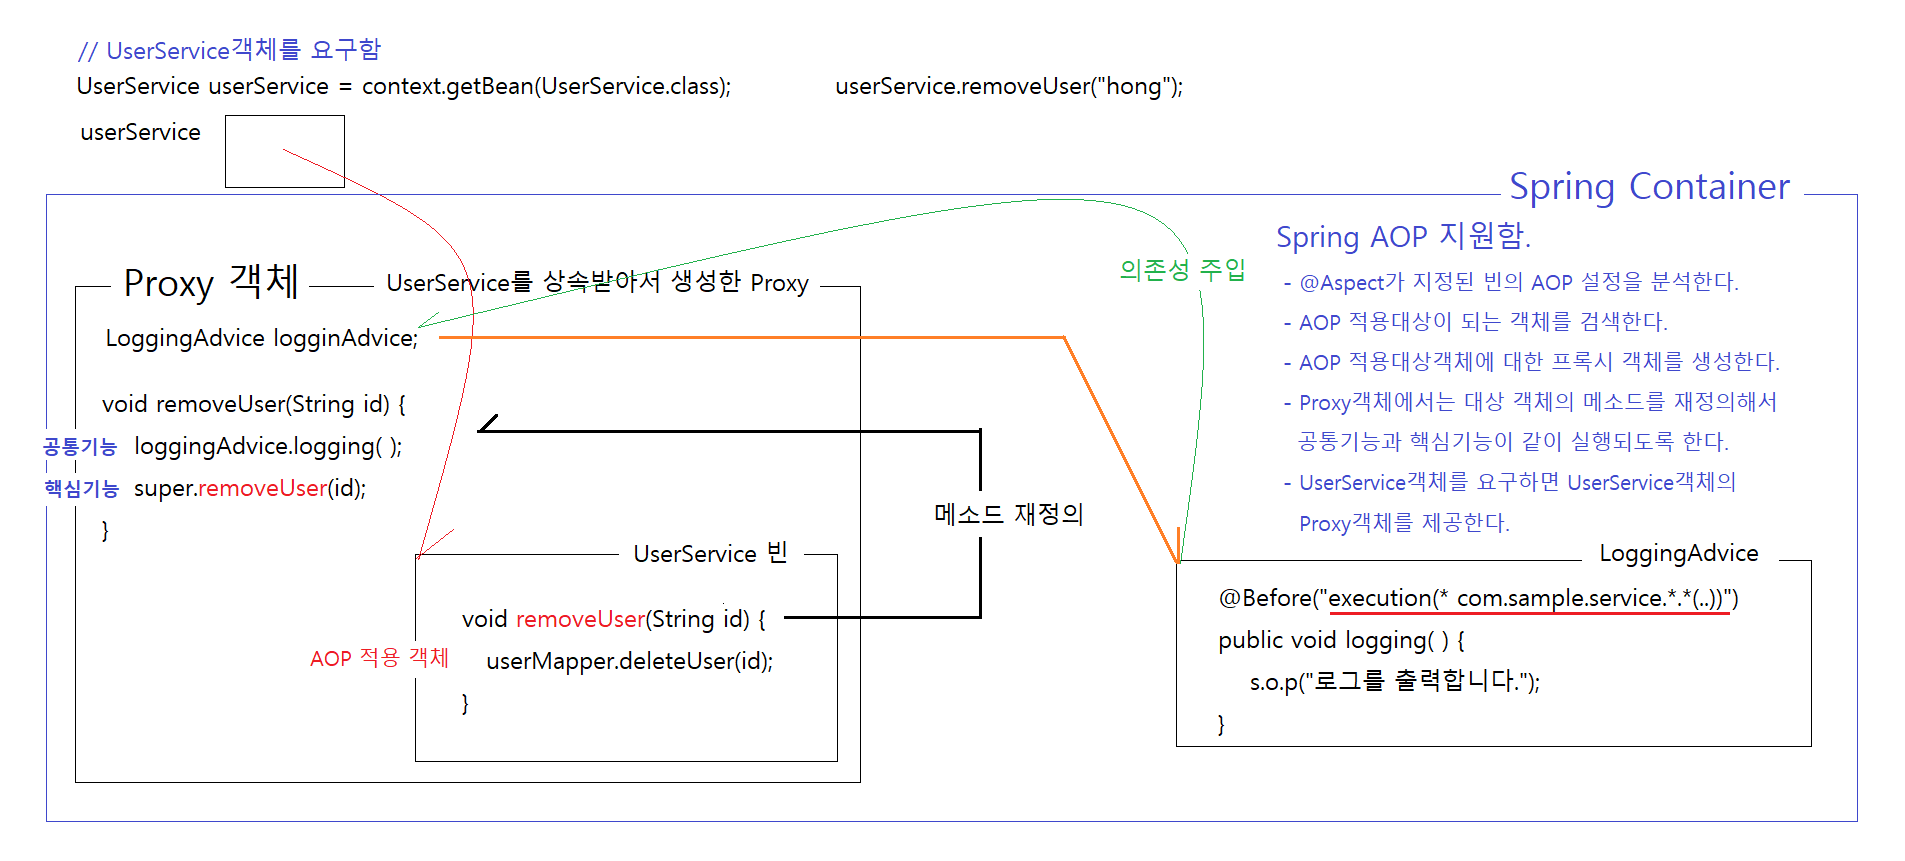 // UserService객체를 요구함
UserService userService = context.getBean(UserService.class);
userService.removeUser("hong");
userService
Spring Container
Spring AOP 지원함.
- @Aspect가 지정된 빈의 AOP 설정을 분석한다.
- AOP 적용대상이 되는 객체를 검색한다.
- AOP 적용대상객체에 대한 프록시 객체를 생성한다.
- Proxy객체에서는 대상 객체의 메소드를 재정의해서
공통기능과 핵심기능이 같이 실행되도록 한다.
- UserService객체를 요구하면 UserService객체의
Proxy객체를 제공한다.
의존성 주입
Proxy 객체
UserService를 상속받아서 생성한 Proxy
LoggingAdvice logginAdvice;
void removeUser(String id) {
공통기능 loggingAdvice.logging( );
핵심기능 super.removeUser(id);
}
메소드 재정의
UserService 빈
void removeUser(String id) {
AOP 적용 객체
userMapper.deleteUser(id);
}
LoggingAdvice
@Before("execution(* com.sample.service.*.*(..))")
public void logging( ) {
s.o.p("로그를 출력합니다.");
}